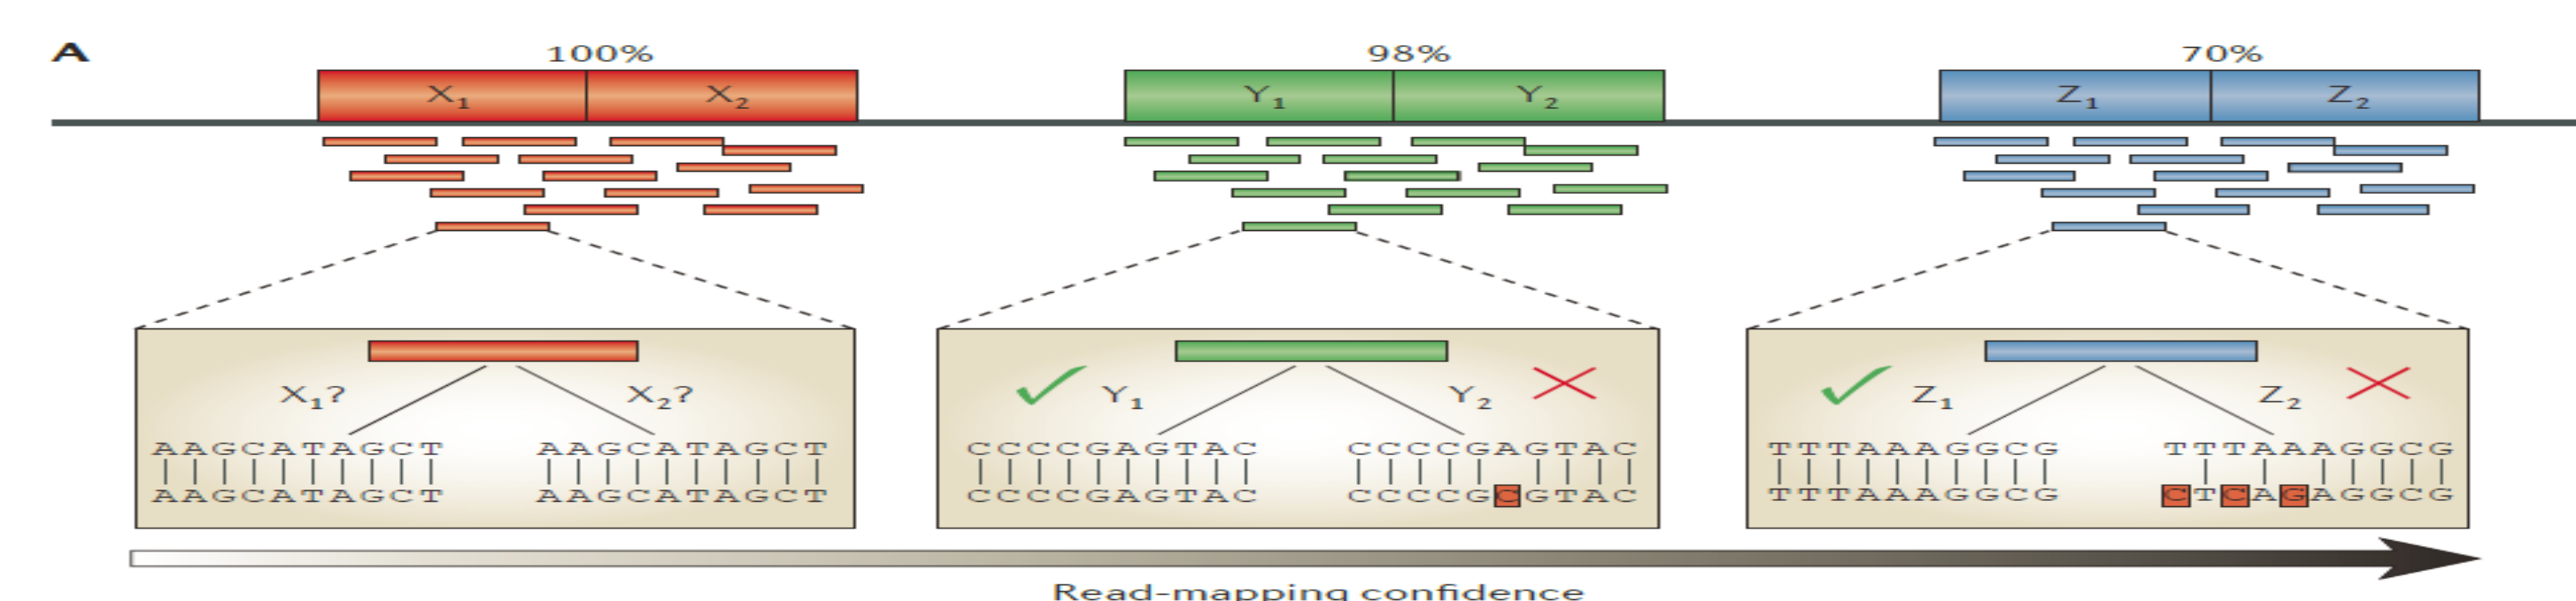 A
100% 98% 70%
X1 X2 Y1 Y2 Z1 Z2
X1? X2? Y1 Y2 Z1 Z2
AAGCATAGCT AAGCATAGCT CCCCGAGTAC CCCCGAGTAC TTTAAAGGCG TTTAAAGGCG
AAGCATAGCT AAGCATAGCT CCCCGAGTAC CCCCGCGTAC TTTAAAGGCG CTCAGAGGCG
Read-mapping confidence